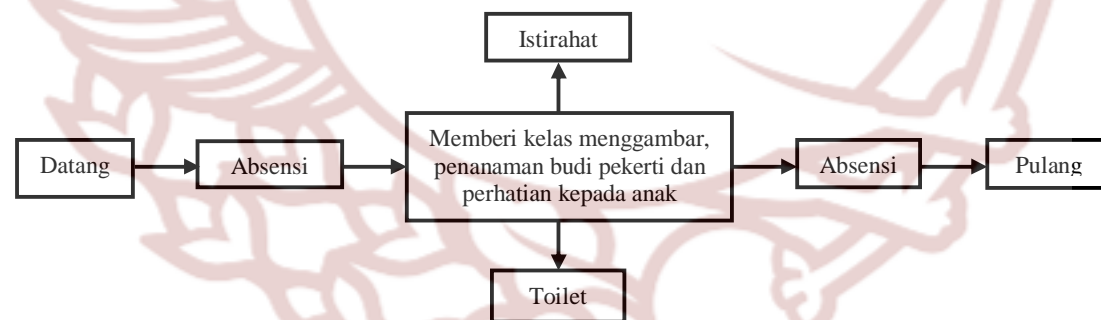 Istirahat
Datang
Absensi
Memberi kelas menggambar,
penanaman budi pekerti dan
perhatian kepada anak
Absensi
Pulang
Toilet